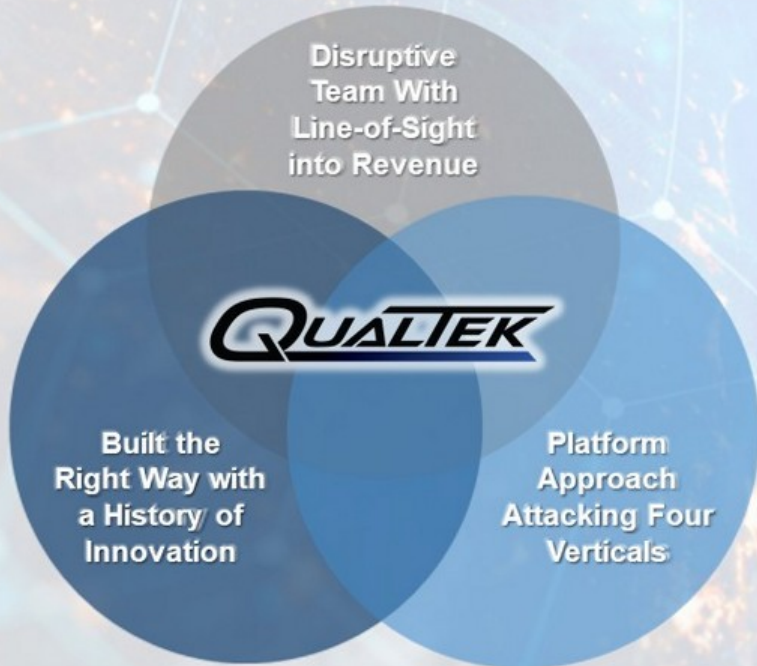 Disruptive
Team With
Line-of-Sight
into Revenue
QUALTEK
Built the
Right Way with
a History of
Innovation
Platform
Approach
Attacking Four
Verticals